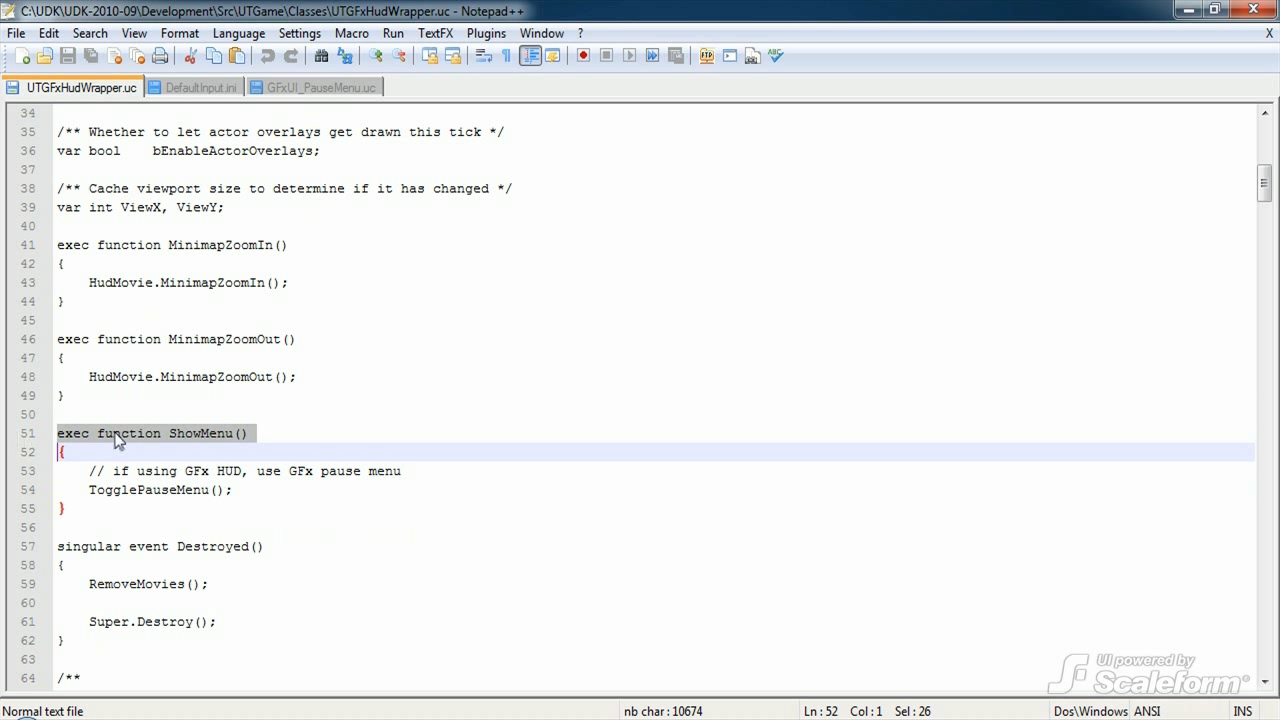 C:\UDK\UDK-2010-09\Development\Src\UTGame\Classes\UTGFxHudWrapper.uc - Notepad++
File Edit Search View Format Language Settings Macro Run TextFX Plugins Window ? X
UTGFxHudWrapper.uc DefaultInput.ini GFxUI_PauseMenu.uc
34
35 /** Whether to let actor overlays get drawn this tick */
36 var bool    bEnableActorOverlays;
37
38 /** Cache viewport size to determine if it has changed */
39 var int ViewX, ViewY;
40
41 exec function MinimapZoomIn()
42 {
43     HudMovie.MinimapZoomIn();
44 }
45
46 exec function MinimapZoomOut()
47 {
48     HudMovie.MinimapZoomOut();
49 }
50
51 exec function ShowMenu()
52 {
53     // if using GFx HUD, use GFx pause menu
54     TogglePauseMenu();
55 }
56
57 singular event Destroyed()
58 {
59     RemoveMovies();
60
61     Super.Destroy();
62 }
63
64 /**
UI powered by
Scaleform
Normal text file nb char : 10674 Ln : 52 Col : 1 Sel : 26 Dos\Windows ANSI INS